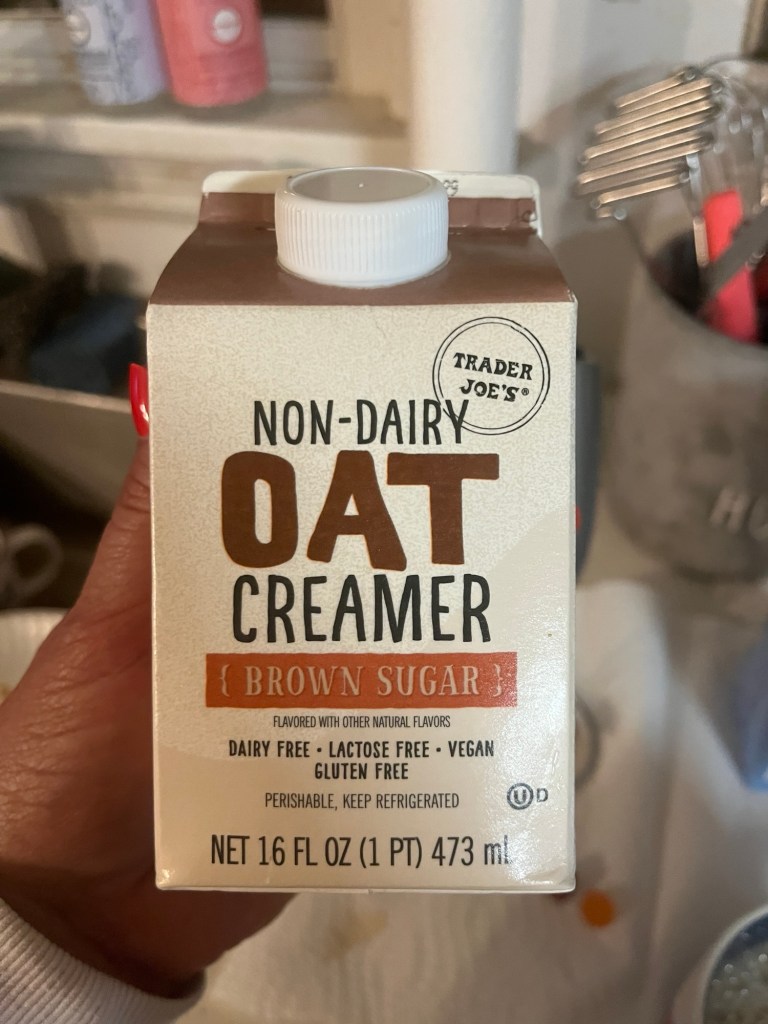 TRADER
JOE'S®
NON-DAIRY
OAT
CREAMER
{ BROWN SUGAR }
FLAVORED WITH OTHER NATURAL FLAVORS
DAIRY FREE • LACTOSE FREE • VEGAN
GLUTEN FREE
PERISHABLE, KEEP REFRIGERATED
U D
NET 16 FL OZ (1 PT) 473 mL